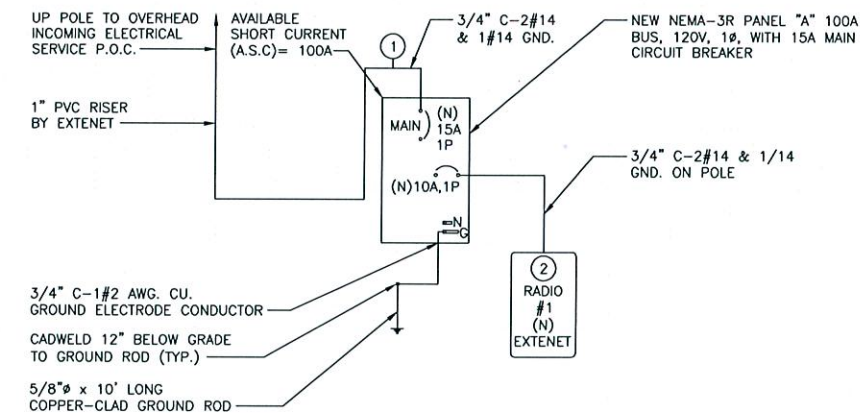 UP POLE TO OVERHEAD
INCOMING ELECTRICAL
SERVICE P.O.C.
AVAILABLE
SHORT CURRENT
(A.S.C)= 100A
1
3/4" C-2#14
& 1#14 GND.
NEW NEMA-3R PANEL "A" 100A
BUS, 120V, 1ø, WITH 15A MAIN
CIRCUIT BREAKER
1" PVC RISER
BY EXTENET
MAIN
(N)
15A
1P
(N)10A,1P
N
G
3/4" C-2#14 & 1/14
GND. ON POLE
2
RADIO
#1
(N)
EXTENET
3/4" C-1#2 AWG. CU.
GROUND ELECTRODE CONDUCTOR
CADWELD 12" BELOW GRADE
TO GROUND ROD (TYP.)
5/8"ø x 10' LONG
COPPER-CLAD GROUND ROD